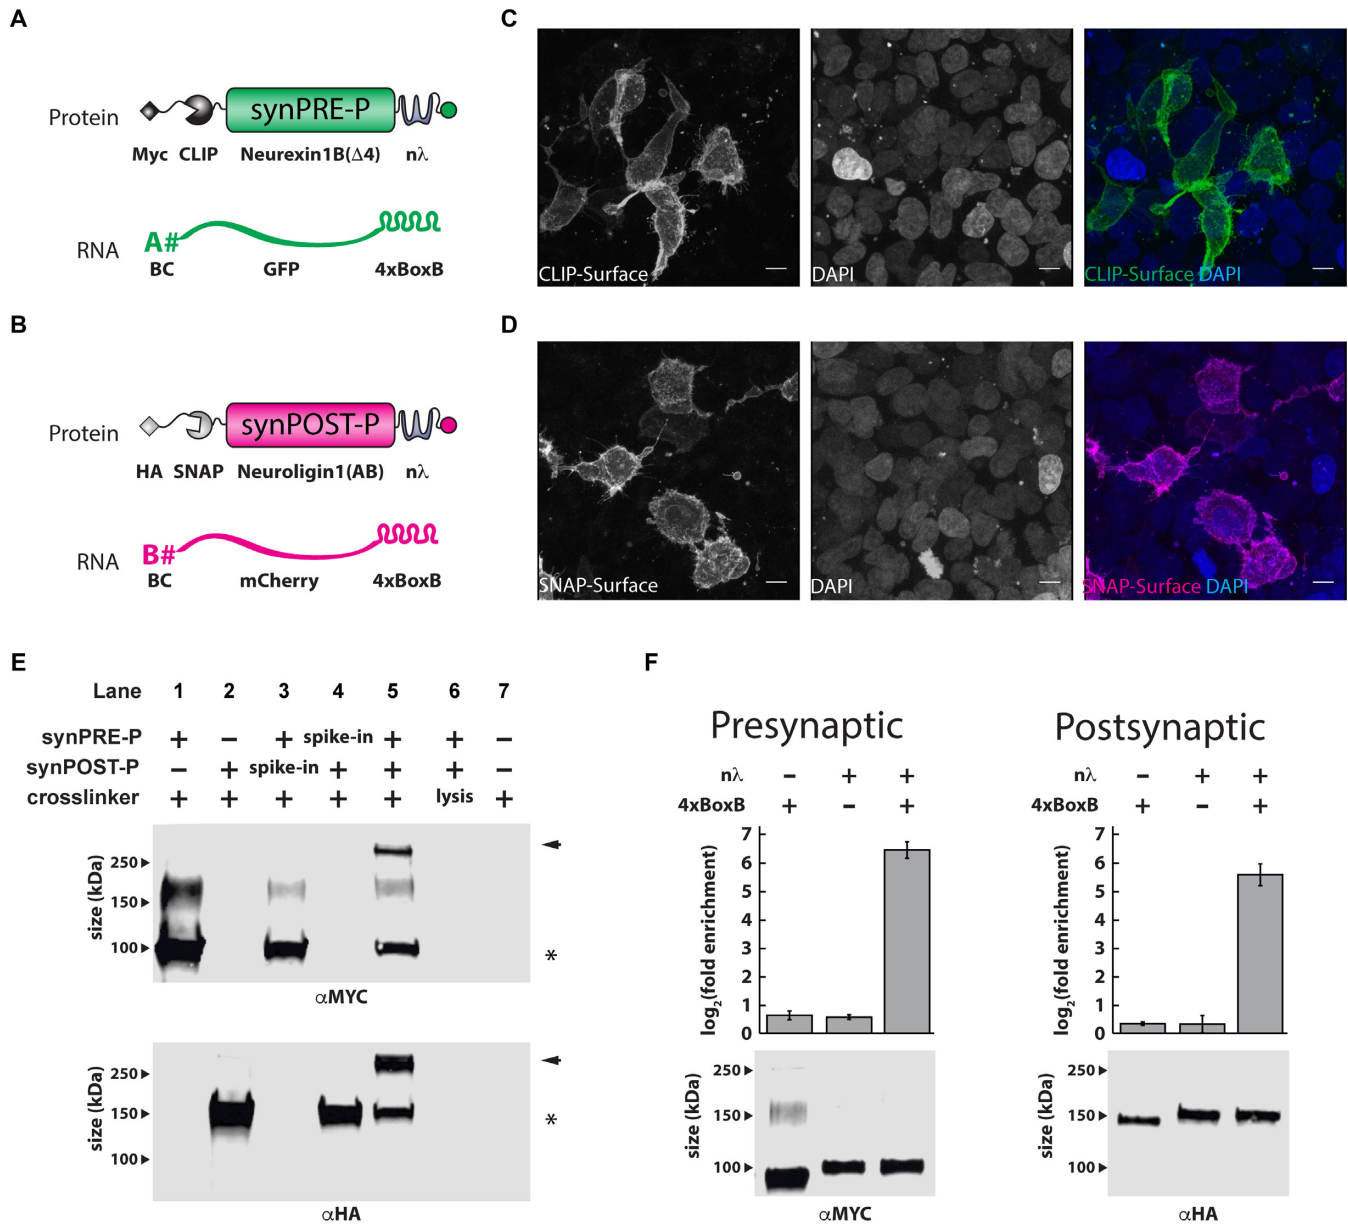 A
Protein
synPRE-P
Myc CLIP Neurexin1B(Δ4) nλ
RNA
A#
BC GFP 4xBoxB
B
Protein
synPOST-P
HA SNAP Neuroligin1(AB) nλ
RNA
B#
BC mCherry 4xBoxB
C
CLIP-Surface
DAPI
CLIP-Surface DAPI
D
SNAP-Surface
DAPI
SNAP-Surface DAPI
E
Lane 1 2 3 4 5 6 7
synPRE-P + – + spike-in + + –
synPOST-P – + spike-in + + + –
crosslinker + + + + + lysis +
size (kDa)
250
150
100
*
αMYC
size (kDa)
250
150
100
*
αHA
F
Presynaptic
nλ – + +
4xBoxB + – +
log2(fold enrichment)
7
6
5
4
3
2
1
0
size (kDa)
250
150
100
αMYC
Postsynaptic
nλ – + +
4xBoxB + – +
log2(fold enrichment)
7
6
5
4
3
2
1
0
size (kDa)
250
150
100
αHA